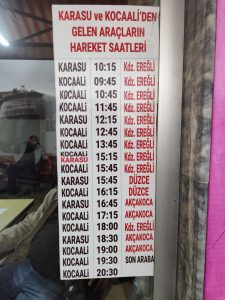 KARASU ve KOCAALİ'DEN
GELEN ARAÇLARIN
HAREKET SAATLERİ
KARASU 10:15 Kdz. EREĞLİ
KOCAALİ 09:45 Kdz. EREĞLİ
KOCAALİ 10:45 Kdz. EREĞLİ
KOCAALİ 11:45 Kdz. EREĞLİ
KARASU 12:15 Kdz. EREĞLİ
KOCAALİ 12:45 Kdz. EREĞLİ
KOCAALİ 13:45 Kdz. EREĞLİ
KOCAALİ
KARASU 15:15 Kdz. EREĞLİ
KOCAALİ 15:45 Kdz. EREĞLİ
KARASU 15:45 DÜZCE
KOCAALİ 16:15 DÜZCE
KARASU 16:45 AKÇAKOCA
KOCAALİ 17:15 AKÇAKOCA
KOCAALİ 18:00 Kdz. EREĞLİ
KARASU 18:30 AKÇAKOCA
KOCAALİ 19:00 AKÇAKOCA
KOCAALİ 19:30 SON ARABA
KOCAALİ 20:30